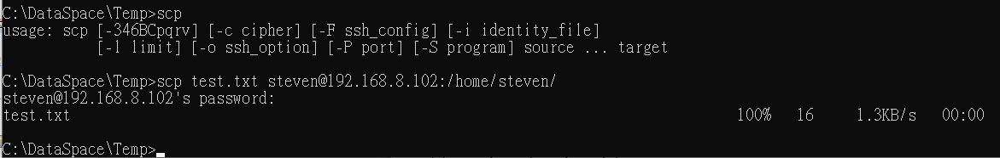 C:\DataSpace\Temp>scp
usage: scp [-346BCpqrv] [-c cipher] [-F ssh_config] [-i identity_file]
           [-l limit] [-o ssh_option] [-P port] [-S program] source ... target
C:\DataSpace\Temp>scp test.txt steven@192.168.8.102:/home/steven/
steven@192.168.8.102's password:
test.txt                                      100%   16     1.3KB/s   00:00
C:\DataSpace\Temp>